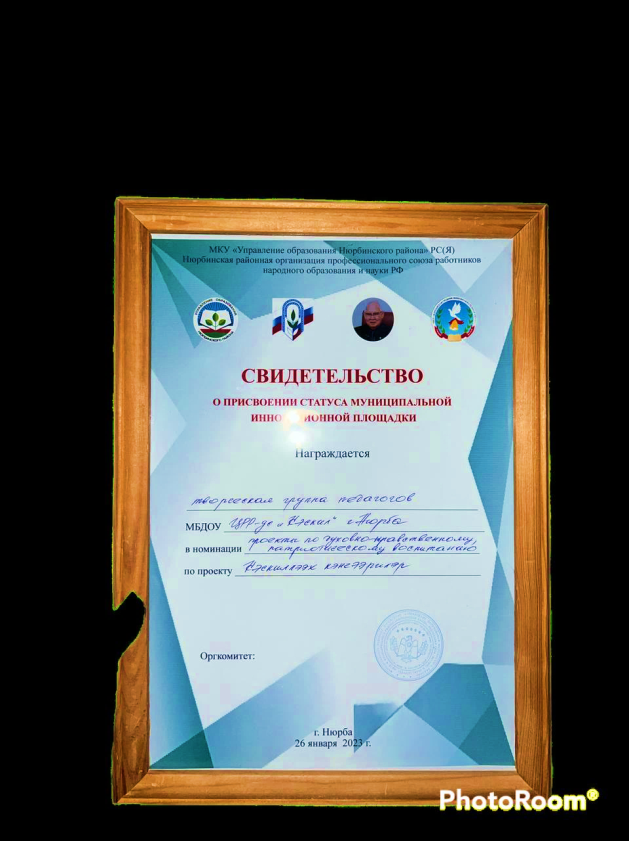 МКУ «Управление образования Нюрбинского района» РС(Я)
Нюрбинская районная организация профессионального союза работников
народного образования и науки РФ
СВИДЕТЕЛЬСТВО
О ПРИСВОЕНИИ СТАТУСА МУНИЦИПАЛЬНОЙ
ИННО ИОННОЙ ПЛОЩАДКИ
Награждается
творческая группа педагогов
МБДОУ ЦРР-д/с „Кэскил“ г. Нюрба
проекты по духовно-нравственному,
в номинации патриотическому воспитанию
по проекту Кэскиллээх кэнчээрилэр
Оргкомитет:
г. Нюрба
26 января 2023 г.
PhotoRoom